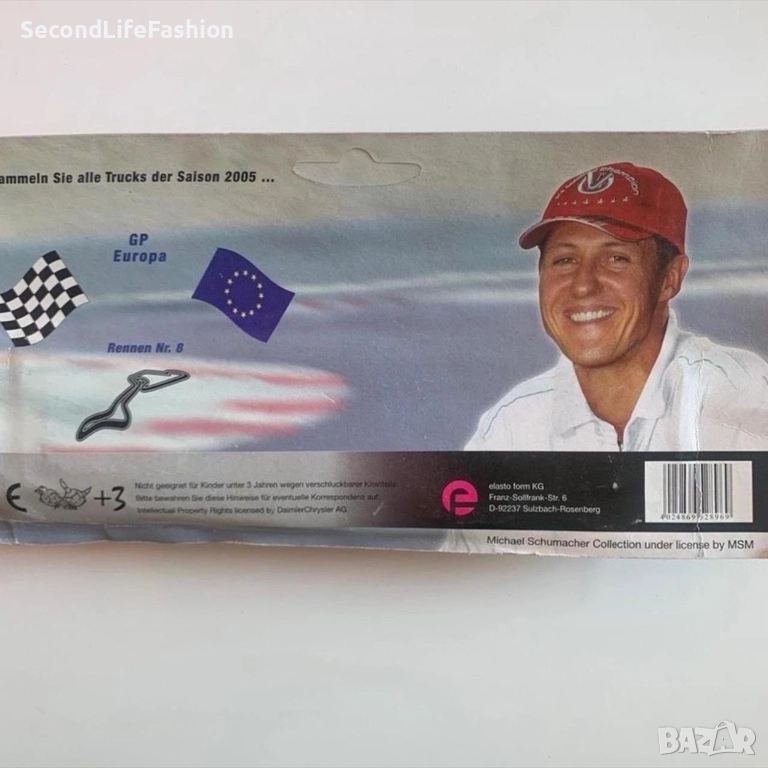 SecondLifeFashion
ammeln Sie alle Trucks der Saison 2005 ...
GP
Europa
Rennen Nr. 8
CE
+3
Nicht geeignet für Kinder unter 3 Jahren wegen verschluckbarer Kleinteile.
Bitte bewahren Sie diese Hinweise für eventuelle Korrespondenz auf.
Intellectual Property Rights licensed by DaimlerChrysler AG.
e
elasto form KG
Franz-Sollfrank-Str. 6
D-92237 Sulzbach-Rosenberg
4024869 528969
Michael Schumacher Collection under license by MSM
BAZAR